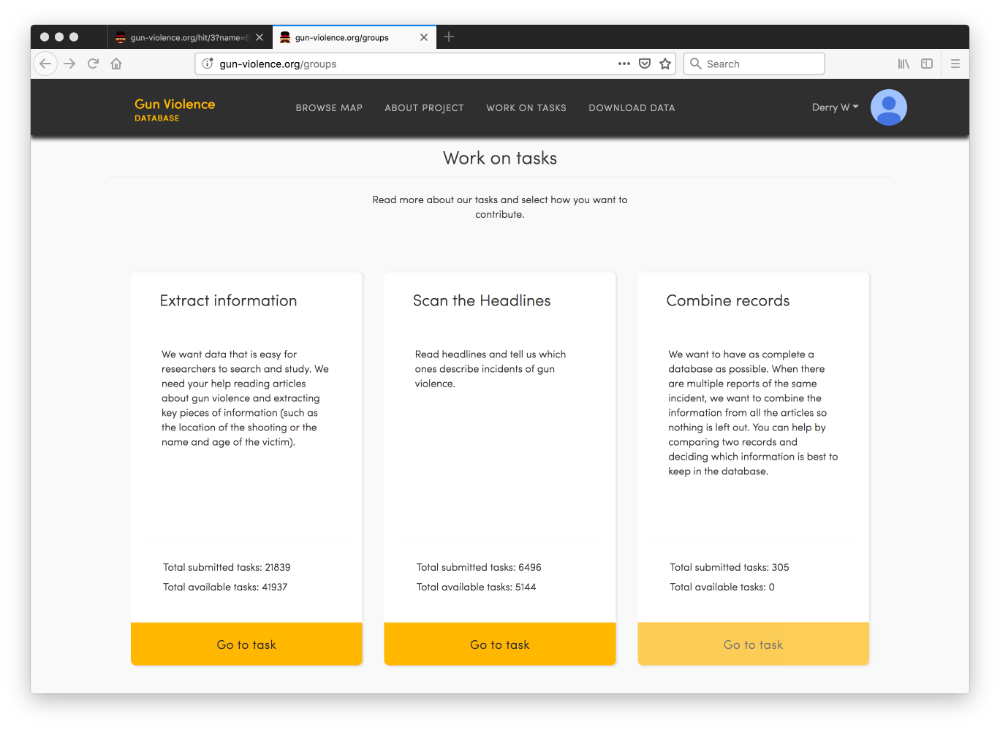 gun-violence.org/hit/3?name=E
gun-violence.org/groups
gun-violence.org/groups
Search
Gun Violence
DATABASE
BROWSE MAP
ABOUT PROJECT
WORK ON TASKS
DOWNLOAD DATA
Derry W
Work on tasks
Read more about our tasks and select how you want to
contribute.
Extract information
We want data that is easy for
researchers to search and study. We
need your help reading articles
about gun violence and extracting
key pieces of information (such as
the location of the shooting or the
name and age of the victim).
Total submitted tasks: 21839
Total available tasks: 41937
Go to task
Scan the Headlines
Read headlines and tell us which
ones describe incidents of gun
violence.
Total submitted tasks: 6496
Total available tasks: 5144
Go to task
Combine records
We want to have as complete a
database as possible. When there
are multiple reports of the same
incident, we want to combine the
information from all the articles so
nothing is left out. You can help by
comparing two records and
deciding which information is best to
keep in the database.
Total submitted tasks: 305
Total available tasks: 0
Go to task